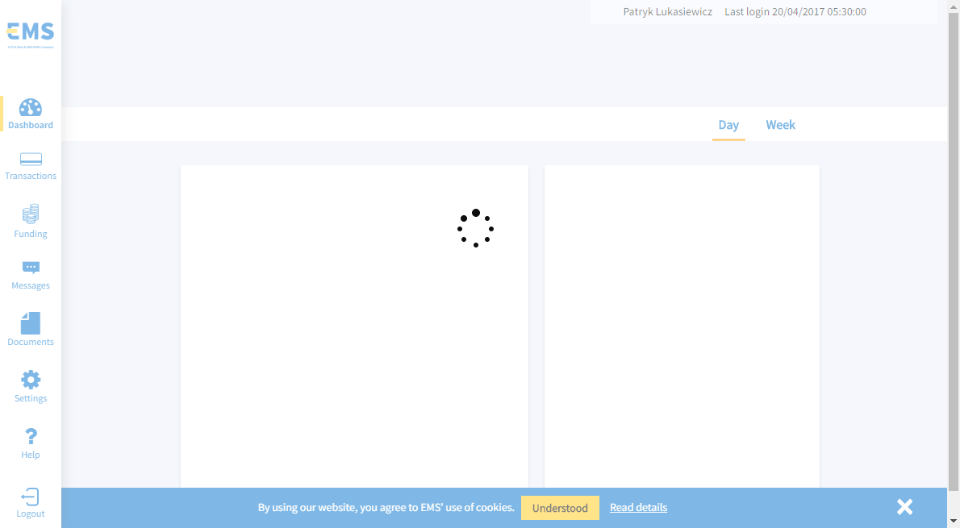 Patryk Lukasiewicz Last login 20/04/2017 05:30:00
EMS
Day Week
Dashboard
Transactions
Funding
Messages
Documents
Settings
Help
Logout
By using our website, you agree to EMS' use of cookies. Understood Read details